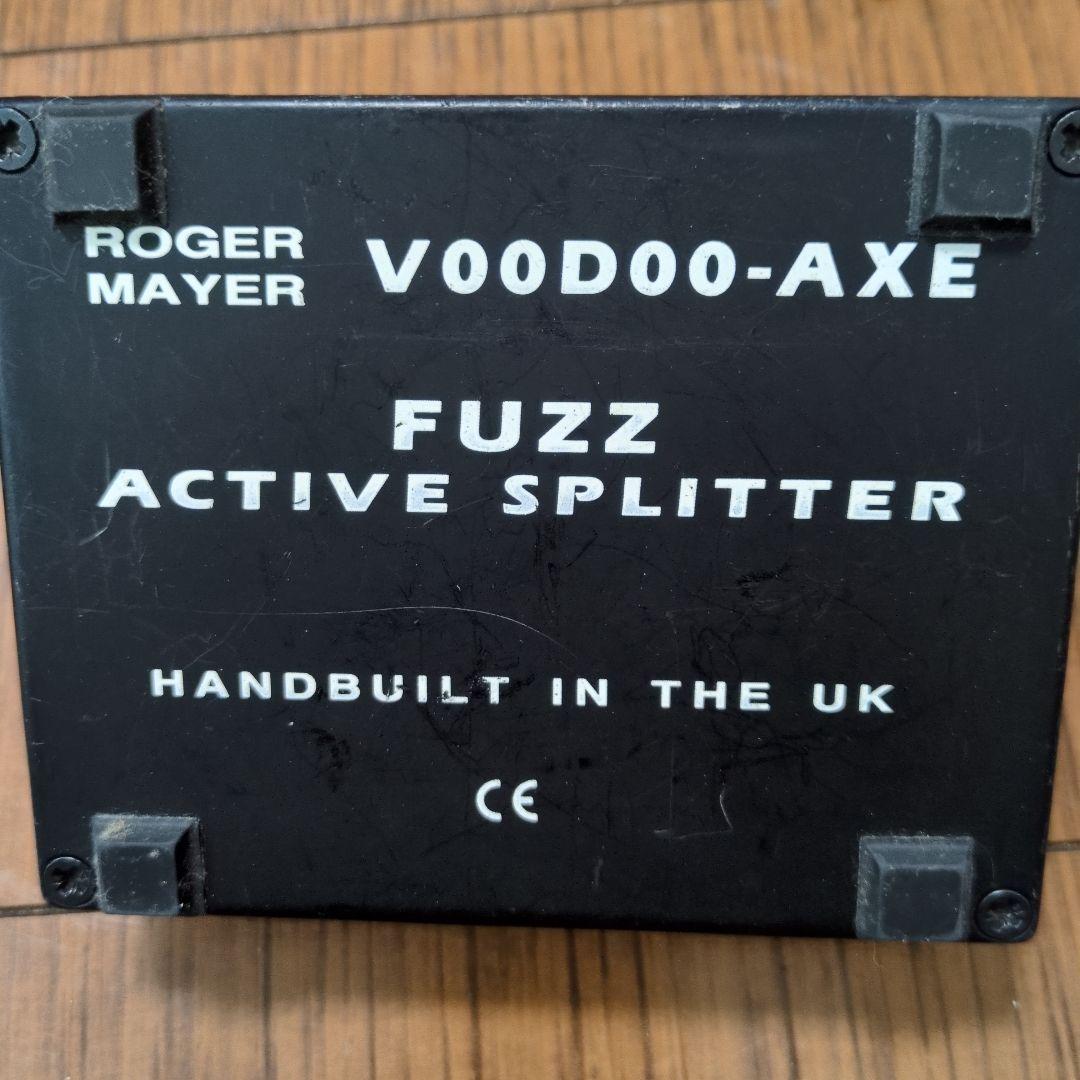 ROGER
MAYER
V00D00-AXE
FUZZ
ACTIVE SPLITTER
HANDBUILT IN THE UK
CE